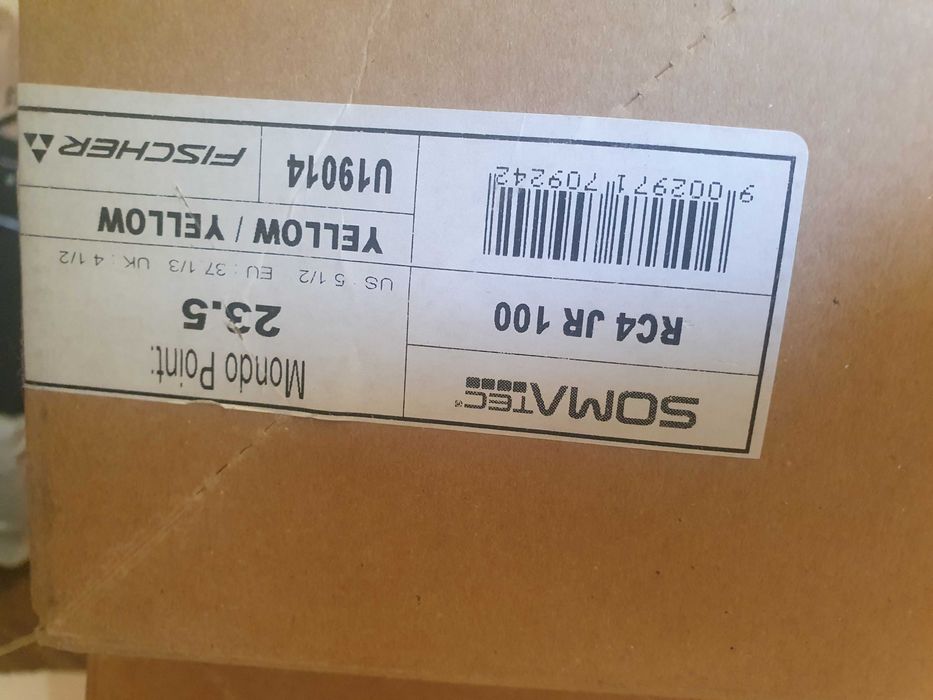 SOMATEC®
Mondo Point:
23.5
RC4 JR 100
US : 5 1/2 EU : 37 1/3 UK : 4 1/2
YELLOW / YELLOW
9 002971 709242
U19014
FISCHER